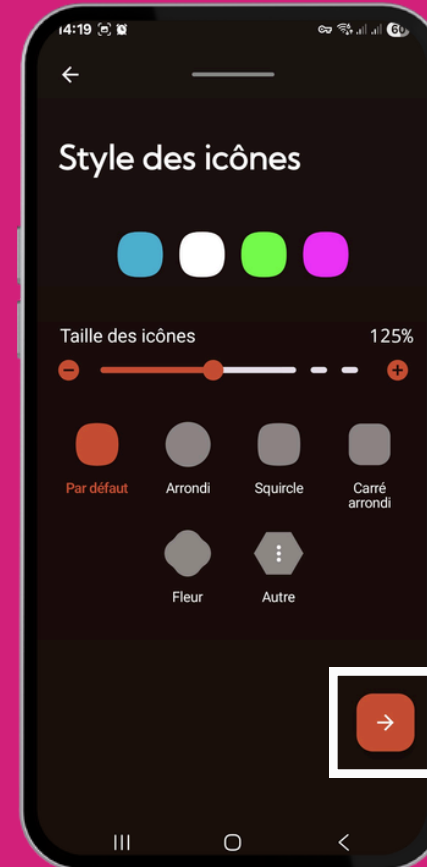 14:19
60
Style des icônes
Taille des icônes 125%
Par défaut Arrondi Squircle Carré
arrondi
Fleur Autre